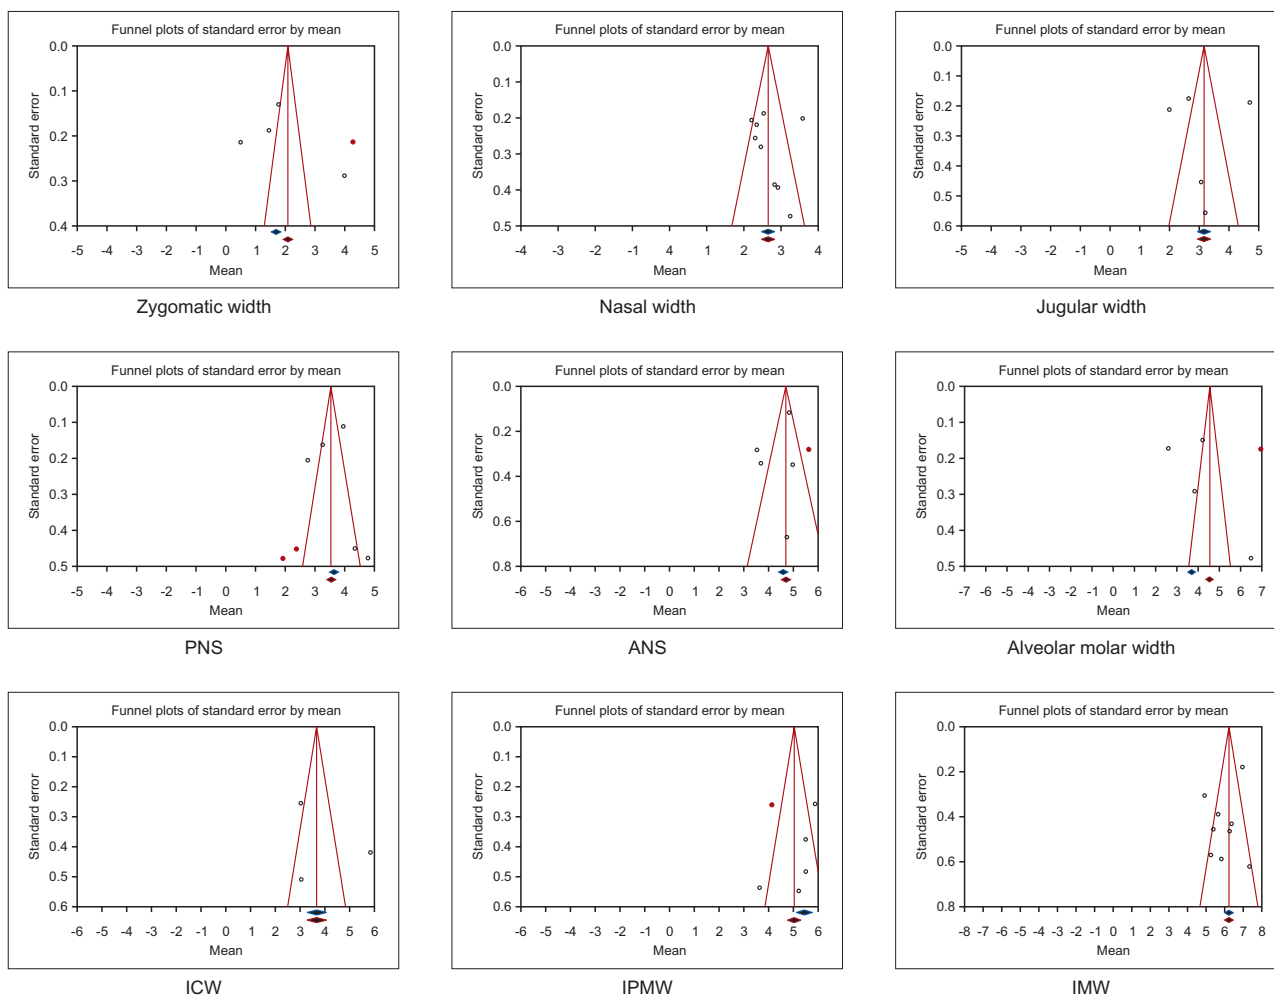 Funnel plots of standard error by mean
Standard error
0.0
0.1
0.2
0.3
0.4
-5 -4 -3 -2 -1 0 1 2 3 4 5
Mean
Zygomatic width
Funnel plots of standard error by mean
Standard error
0.0
0.1
0.2
0.3
0.4
0.5
-5 -4 -3 -2 -1 0 1 2 3 4
Mean
Nasal width
Funnel plots of standard error by mean
Standard error
0.0
0.1
0.2
0.3
0.4
0.5
0.6
-5 -4 -3 -2 -1 0 1 2 3 4 5
Mean
Jugular width
Funnel plots of standard error by mean
Standard error
0.0
0.1
0.2
0.3
0.4
0.5
-5 -4 -3 -2 -1 0 1 2 3 4 5
Mean
PNS
Funnel plots of standard error by mean
Standard error
0.0
0.2
0.4
0.6
0.8
-6 -5 -4 -3 -2 -1 0 1 2 3 4 5 6
Mean
ANS
Funnel plots of standard error by mean
Standard error
0.0
0.1
0.2
0.3
0.4
0.5
-7 -6 -5 -4 -3 -2 -1 0 1 2 3 4 5 6 7
Mean
Alveolar molar width
Funnel plots of standard error by mean
Standard error
0.0
0.1
0.2
0.3
0.4
0.5
0.6
-6 -5 -4 -3 -2 -1 0 1 2 3 4 5 6
Mean
ICW
Funnel plots of standard error by mean
Standard error
0.0
0.1
0.2
0.3
0.4
0.5
0.6
-6 -5 -4 -3 -2 -1 0 1 2 3 4 5 6
Mean
IPMW
Funnel plots of standard error by mean
Standard error
0.0
0.2
0.4
0.6
0.8
-8 -7 -6 -5 -4 -3 -2 -1 0 1 2 3 4 5 6 7 8
Mean
IMW